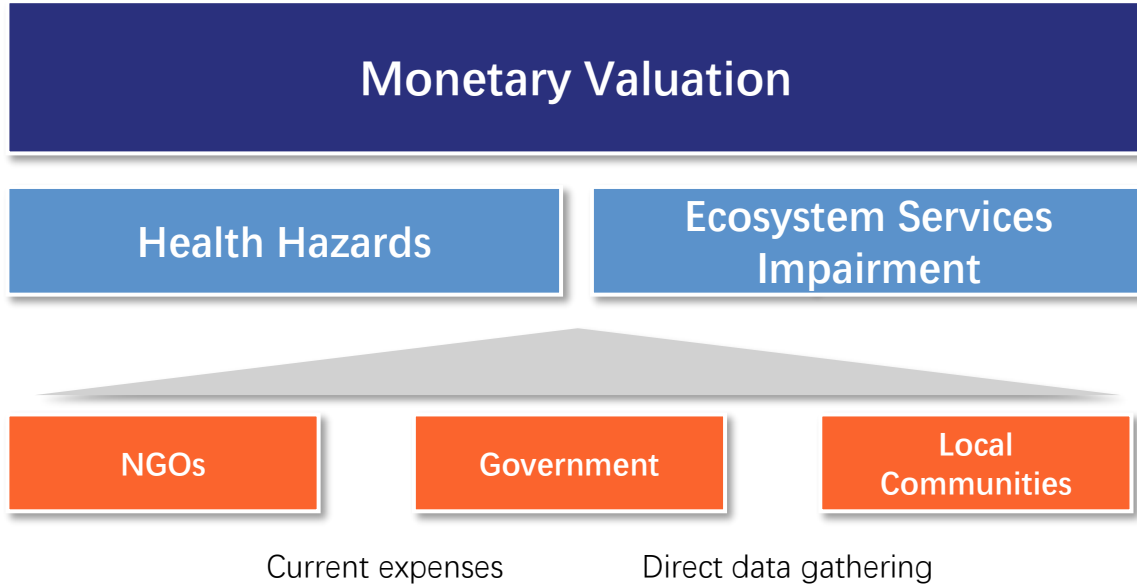 Monetary Valuation
Health Hazards
Ecosystem Services
Impairment
NGOs
Government
Local
Communities
Current expenses
Direct data gathering